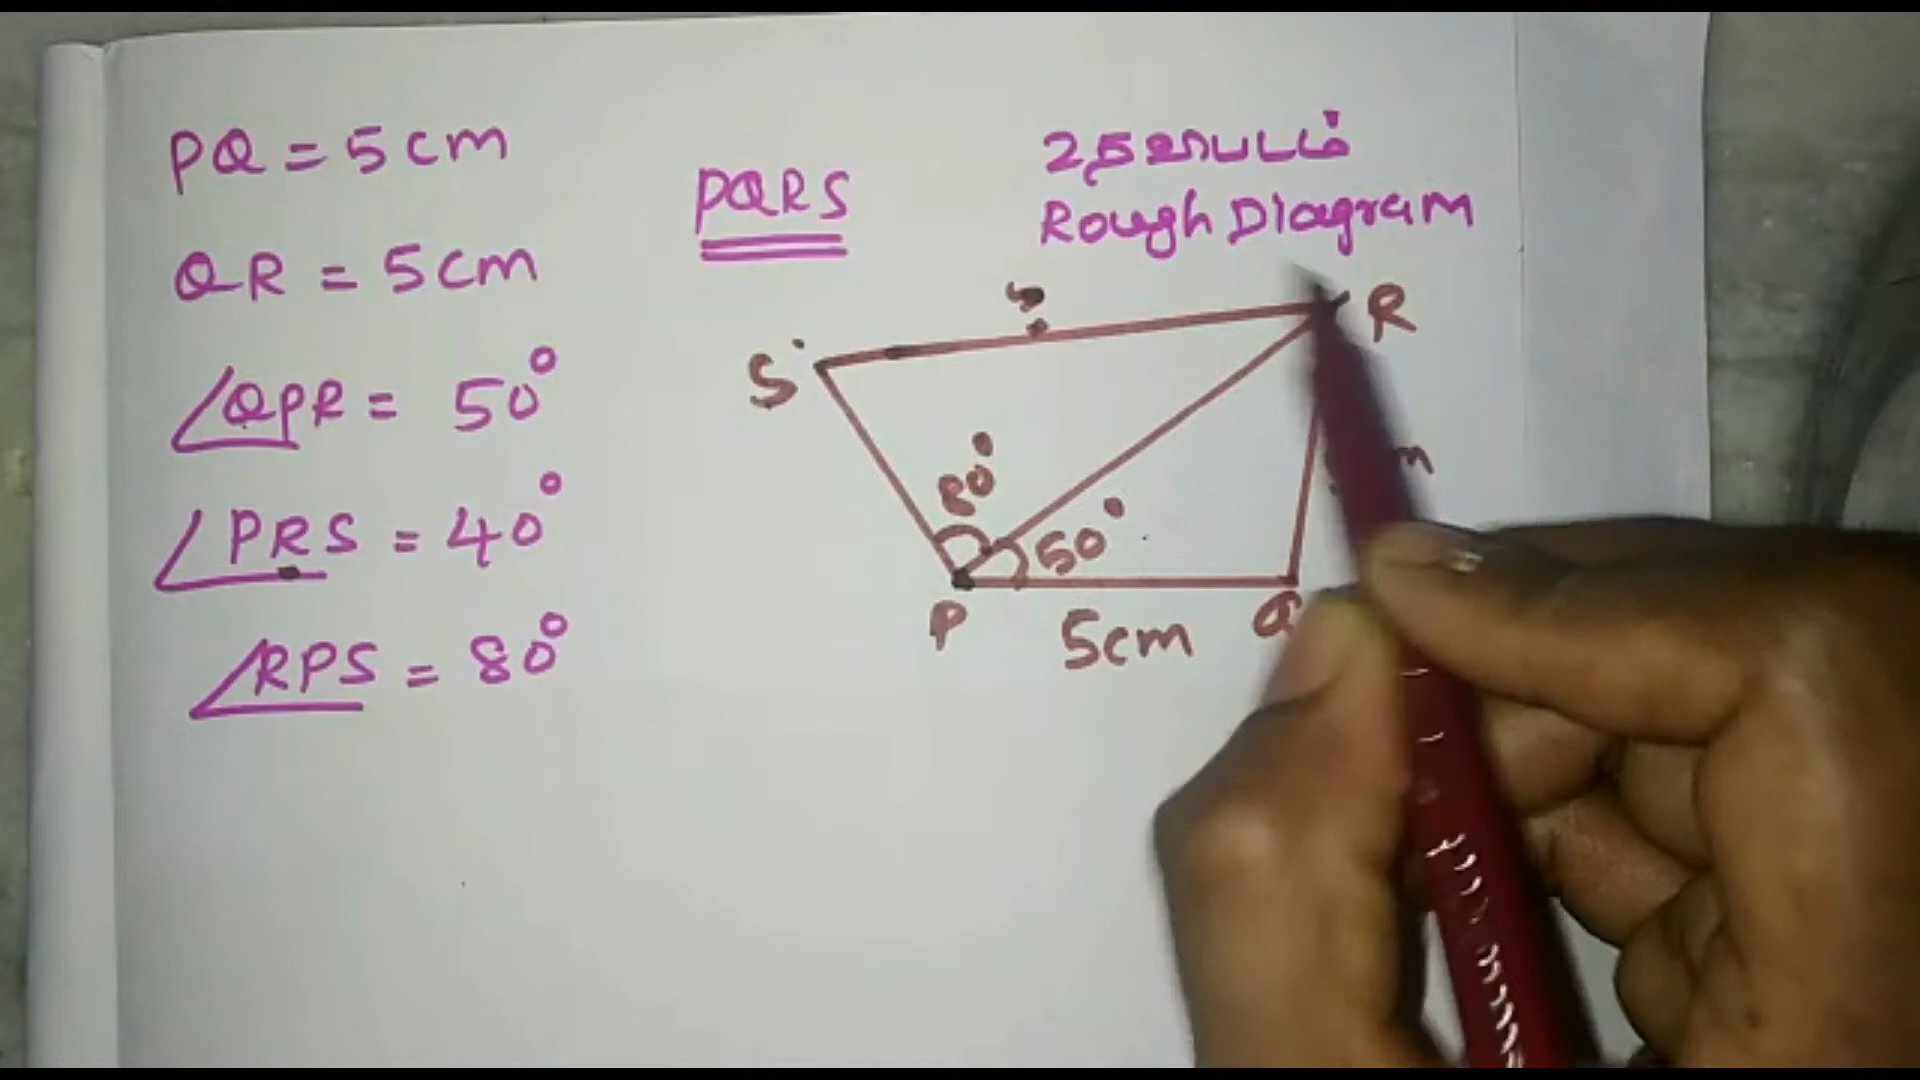 PQ = 5cm
QR = 5cm
∠QPR = 50°
∠PRS = 40°
∠RPS = 80°
PQRS
உதவிபடம்
Rough Diagram
S
R
80°
50°
P
5cm
Q